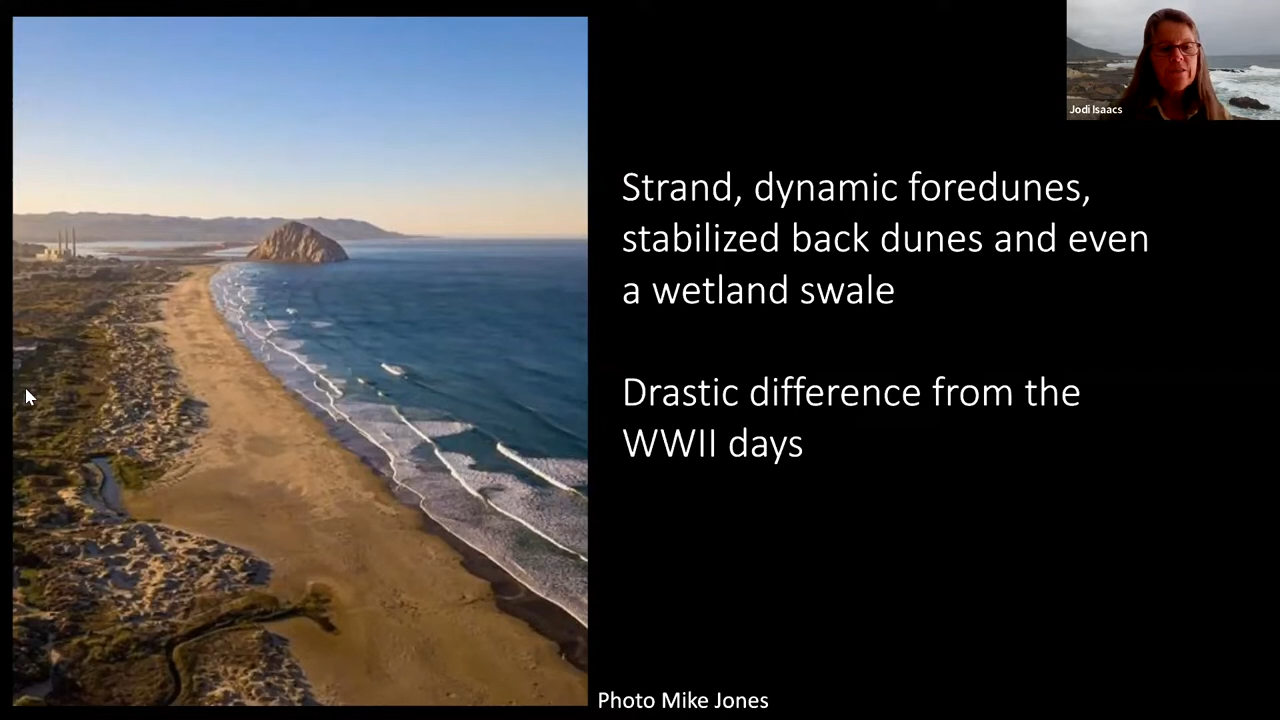 Jodi Isaacs
Strand, dynamic foredunes,
stabilized back dunes and even
a wetland swale
Drastic difference from the
WWII days
Photo Mike Jones